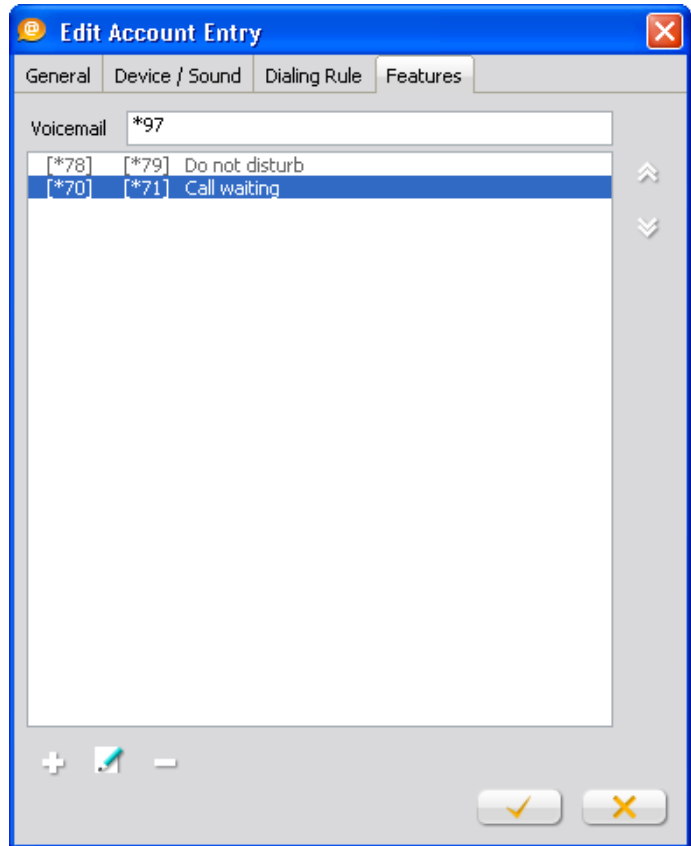 Edit Account Entry
General Device / Sound Dialing Rule Features
Voicemail *97
[*78] [*79] Do not disturb
[*70] [*71] Call waiting